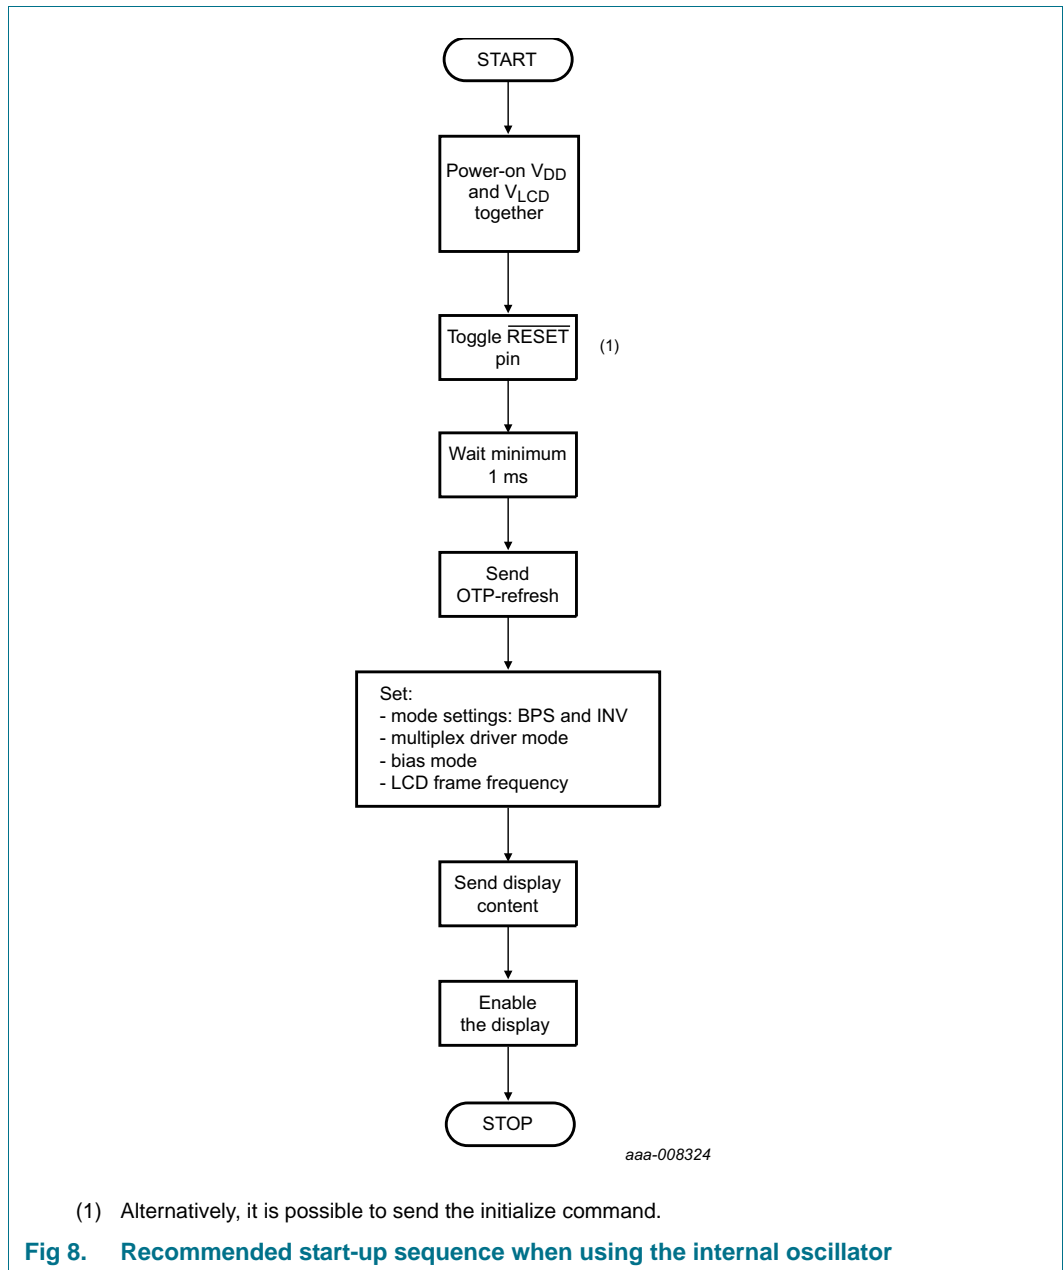 START
Power-on VDD
and VLCD
together
Toggle RESET
pin
(1)
Wait minimum
1 ms
Send
OTP-refresh
Set:
- mode settings: BPS and INV
- multiplex driver mode
- bias mode
- LCD frame frequency
Send display
content
Enable
the display
STOP
aaa-008324
(1) Alternatively, it is possible to send the initialize command.
Fig 8. Recommended start-up sequence when using the internal oscillator